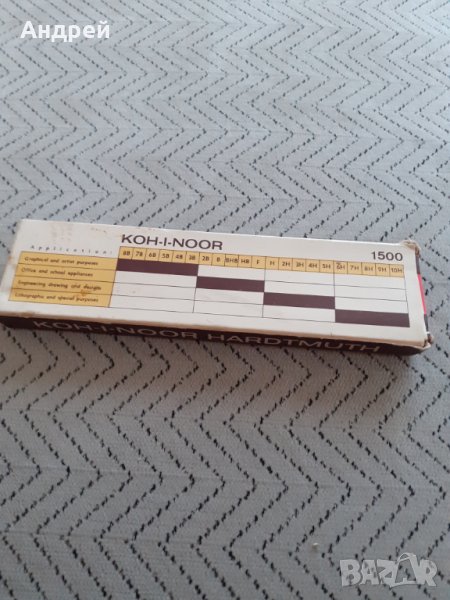 Андрей
KOH-I-NOOR 1500
Application: 8B 7B 6B 5B 4B 3B 2B B BHB HB F H 2H 3H 4H 5H 6H 7H 8H 9H 10H
Graphical and artist purposes
Office and school appliances
Engineering drawing and designs
Lithographic and special purposes
KOH-I-NOOR HARDTMUTH
BAZAR